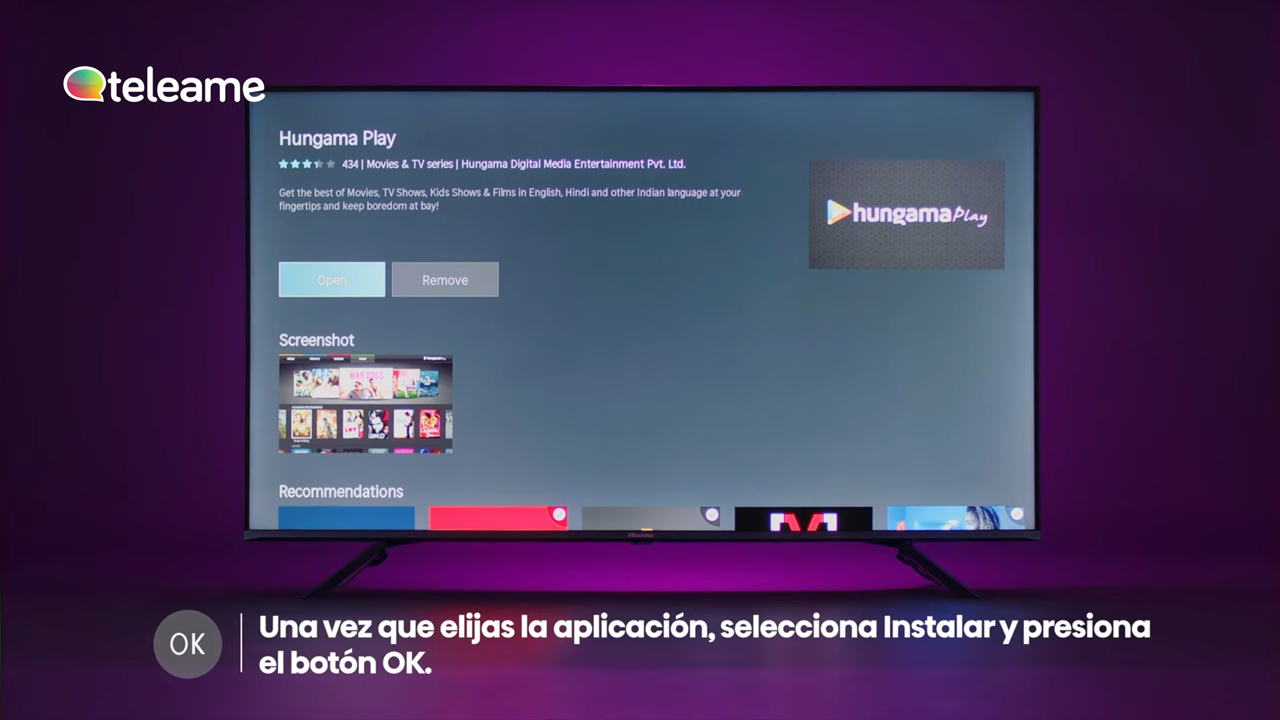 teleame
Hungama Play
434 | Movies & TV series | Hungama Digital Media Entertainment Pvt. Ltd.
Get the best of Movies, TV Shows, Kids Shows & Films in English, Hindi and other Indian language at your
fingertips and keep boredom at bay!
hungama Play
Open
Remove
Screenshot
WAR DOGS
Recommendations
Hisense
OK
Una vez que elijas la aplicación, selecciona Instalar y presiona
el botón OK.